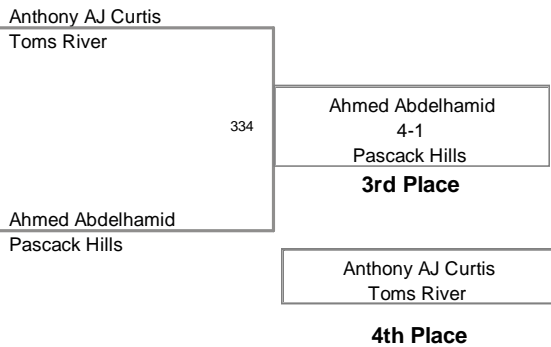 Anthony AJ Curtis
Toms River
334
Ahmed Abdelhamid
4-1
Pascack Hills
3rd Place
Ahmed Abdelhamid
Pascack Hills
Anthony AJ Curtis
Toms River
4th Place